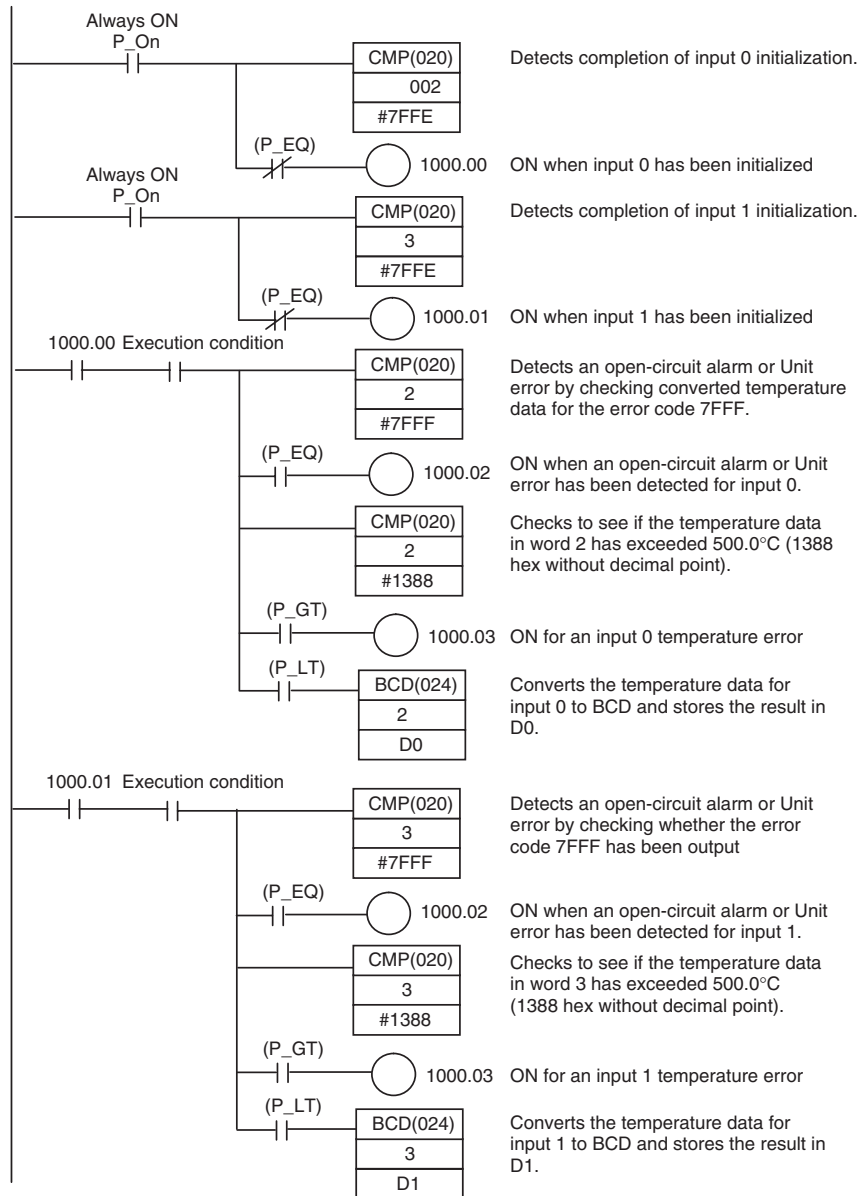 Always ON
P_On
CMP(020)
Detects completion of input 0 initialization.
002
#7FFE
(P_EQ)
1000.00
ON when input 0 has been initialized
Always ON
P_On
CMP(020)
Detects completion of input 1 initialization.
3
#7FFE
(P_EQ)
1000.01
ON when input 1 has been initialized
1000.00 Execution condition
CMP(020)
2
#7FFF
Detects an open-circuit alarm or Unit
error by checking converted temperature
data for the error code 7FFF.
(P_EQ)
1000.02
ON when an open-circuit alarm or Unit
error has been detected for input 0.
CMP(020)
2
#1388
Checks to see if the temperature data
in word 2 has exceeded 500.0°C (1388
hex without decimal point).
(P_GT)
1000.03
ON for an input 0 temperature error
(P_LT)
BCD(024)
2
D0
Converts the temperature data for
input 0 to BCD and stores the result in
D0.
1000.01 Execution condition
CMP(020)
3
#7FFF
Detects an open-circuit alarm or Unit
error by checking whether the error
code 7FFF has been output
(P_EQ)
1000.02
ON when an open-circuit alarm or Unit
error has been detected for input 1.
CMP(020)
3
#1388
Checks to see if the temperature data
in word 3 has exceeded 500.0°C
(1388 hex without decimal point).
(P_GT)
1000.03
ON for an input 1 temperature error
(P_LT)
BCD(024)
3
D1
Converts the temperature data for
input 1 to BCD and stores the result in
D1.